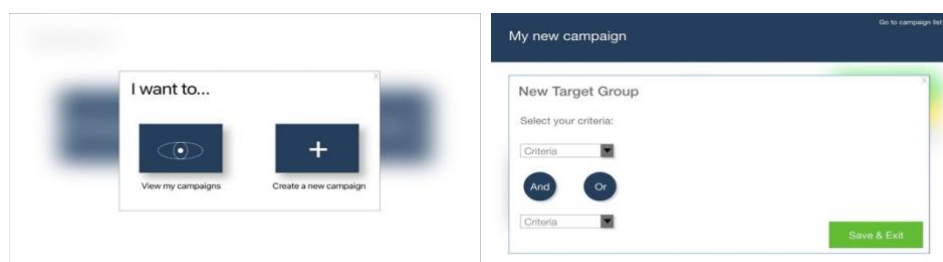 I want to...
x
View my campaigns
Create a new campaign
Go to campaign list
My new campaign
x
New Target Group
Select your criteria:
Criteria
And
Or
Criteria
Save & Exit